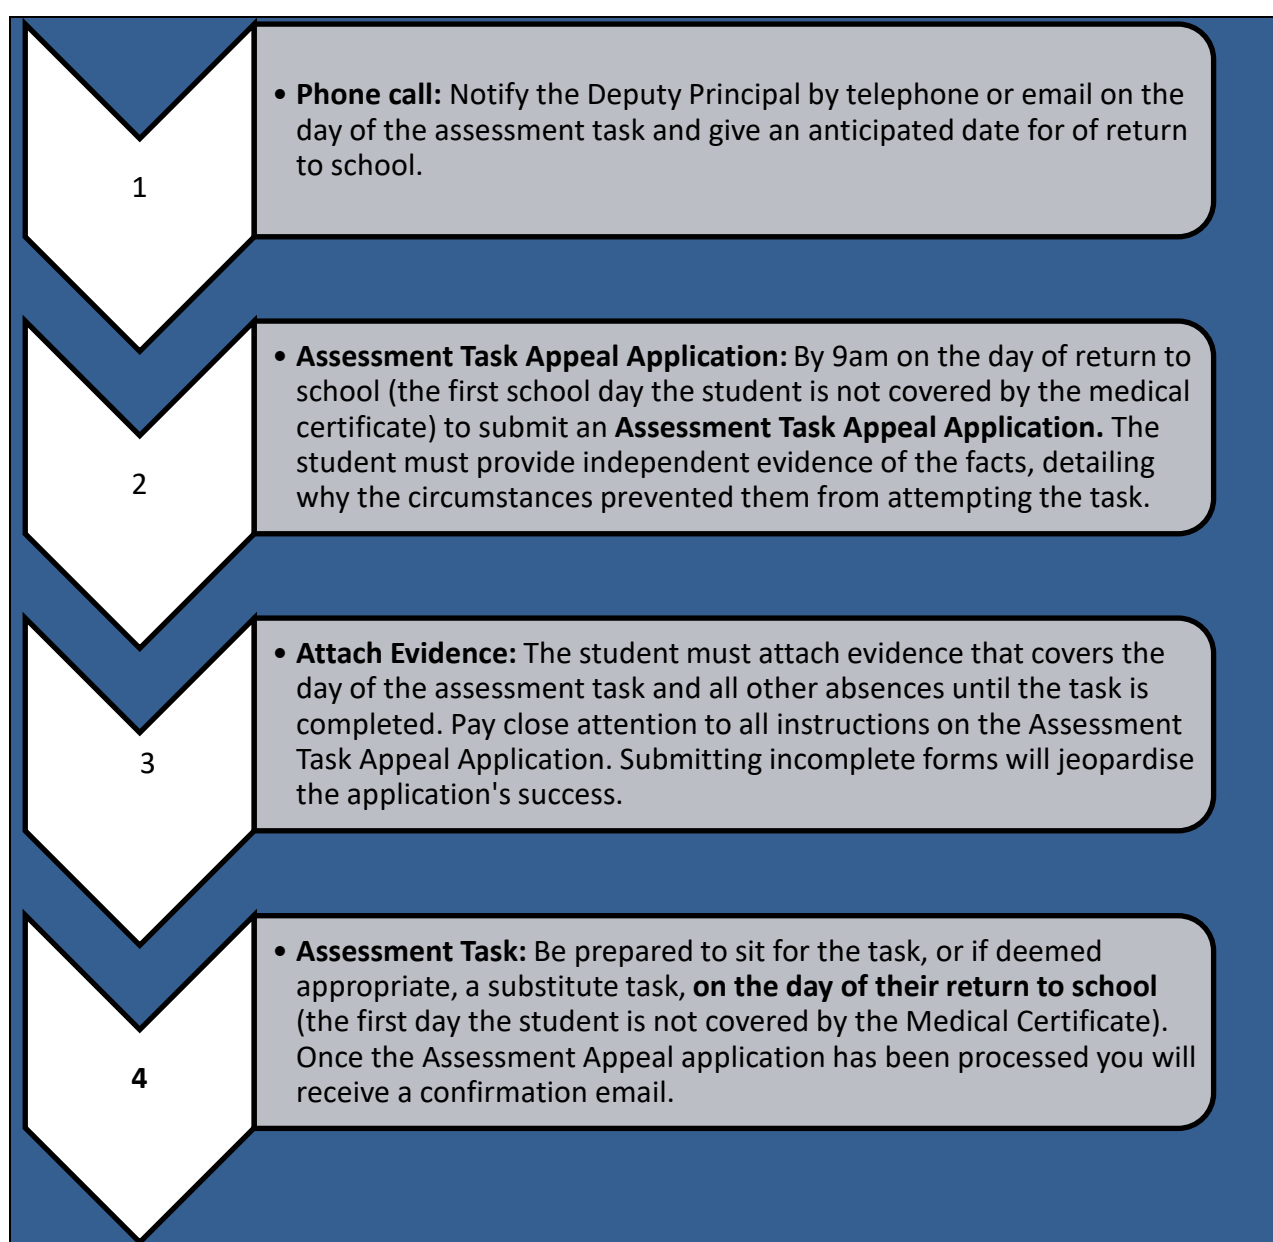 1
• Phone call: Notify the Deputy Principal by telephone or email on the
day of the assessment task and give an anticipated date for of return
to school.
2
• Assessment Task Appeal Application: By 9am on the day of return to
school (the first school day the student is not covered by the medical
certificate) to submit an Assessment Task Appeal Application. The
student must provide independent evidence of the facts, detailing
why the circumstances prevented them from attempting the task.
3
• Attach Evidence: The student must attach evidence that covers the
day of the assessment task and all other absences until the task is
completed. Pay close attention to all instructions on the Assessment
Task Appeal Application. Submitting incomplete forms will jeopardise
the application's success.
4
• Assessment Task: Be prepared to sit for the task, or if deemed
appropriate, a substitute task, on the day of their return to school
(the first day the student is not covered by the Medical Certificate).
Once the Assessment Appeal application has been processed you will
receive a confirmation email.